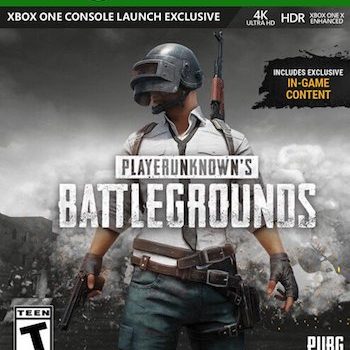 XBOX ONE CONSOLE LAUNCH EXCLUSIVE
4K
ULTRA HD
HDR
XBOX ONE X
ENHANCED
INCLUDES EXCLUSIVE
IN-GAME
CONTENT
PLAYERUNKNOWN'S
BATTLEGROUNDS
TEEN
T
PUBG